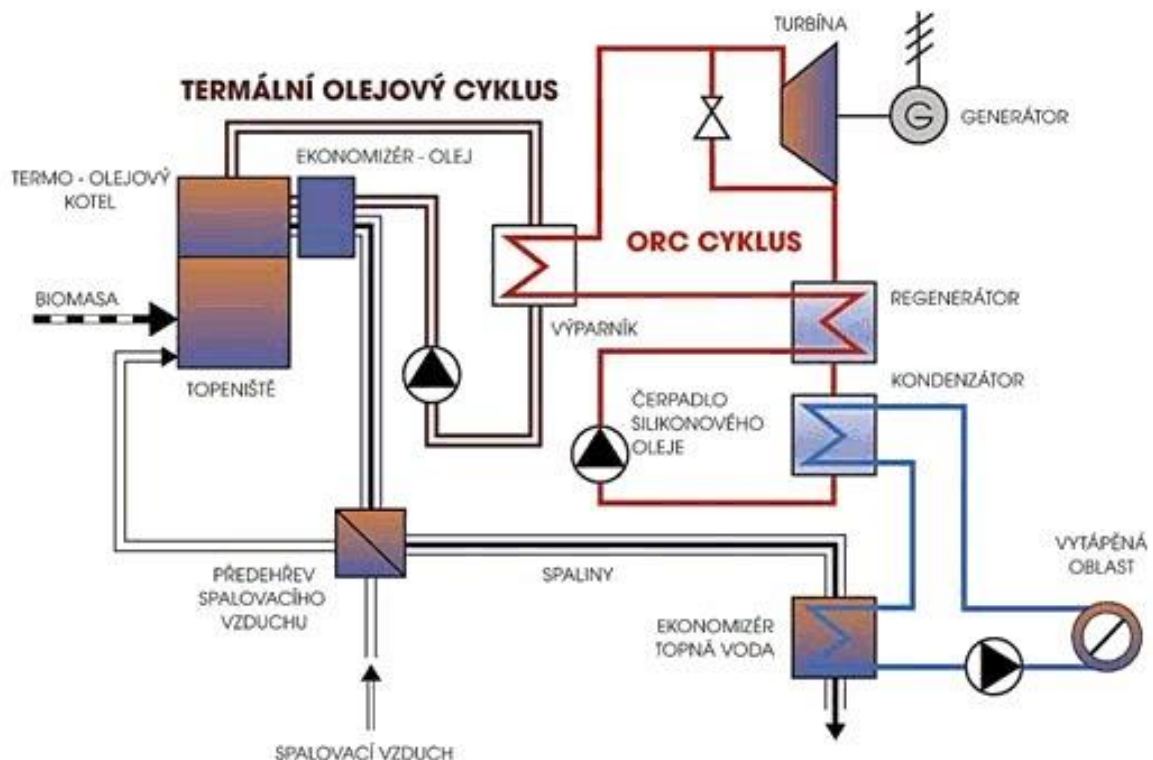 TURBÍNA
TERMÁLNÍ OLEJOVÝ CYKLUS
GENERÁTOR
G
EKONOMIZÉR - OLEJ
TERMO - OLEJOVÝ
KOTEL
ORC CYKLUS
BIOMASA
REGENERÁTOR
VÝPARNÍK
TOPENIŠTĚ
KONDENZÁTOR
ČERPADLO
SILIKONOVÉHO
OLEJE
VYTÁPĚNÁ
OBLAST
PŘEDEHŘEV
SPALOVACÍHO
VZDUCHU
SPALINY
EKONOMIZÉR
TOPNÁ VODA
SPALOVACÍ VZDUCH